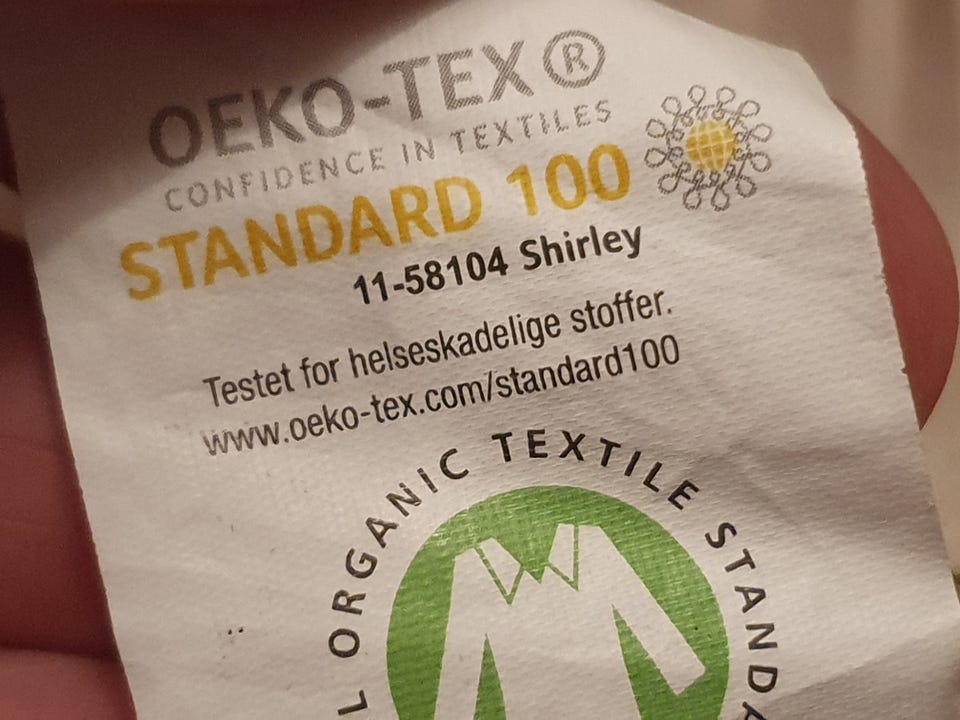 OEKO-TEX®
CONFIDENCE IN TEXTILES
STANDARD 100
11-58104 Shirley
Testet for helseskadelige stoffer.
www.oeko-tex.com/standard100
ORGANIC TEXTILE